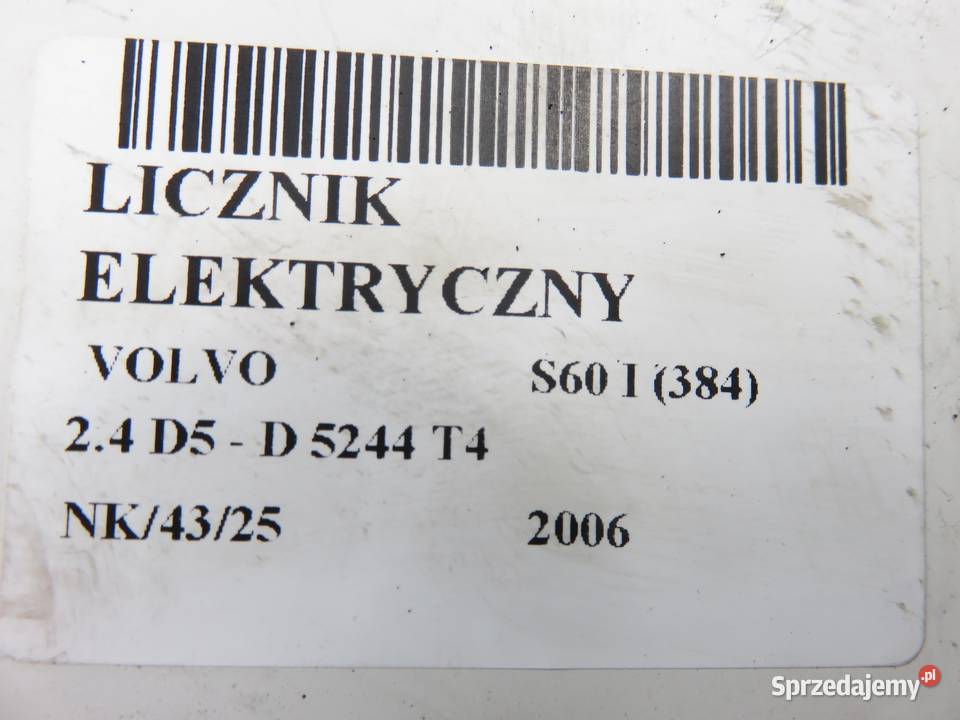 LICZNIK
ELEKTRYCZNY
VOLVO S60 I (384)
2.4 D5 - D 5244 T4
NK/43/25 2006
Sprzedajemy.pl